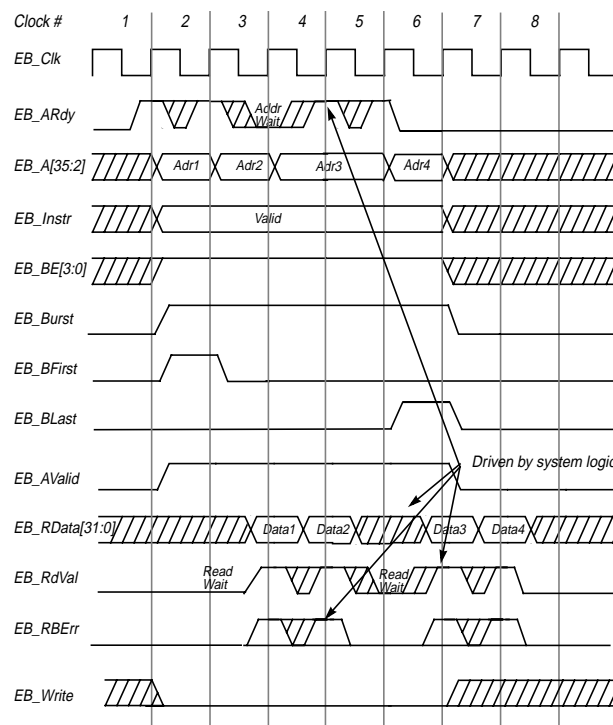 Clock # 1 2 3 4 5 6 7 8
EB_Clk
EB_ARdy
Addr
Wait
EB_A[35:2] Adr1 Adr2 Adr3 Adr4
EB_Instr Valid
EB_BE[3:0]
EB_Burst
EB_BFirst
EB_BLast
EB_AValid Driven by system logic
EB_RData[31:0] Data1 Data2 Data3 Data4
EB_RdVal Read Wait Read Wait
EB_RBErr
EB_Write